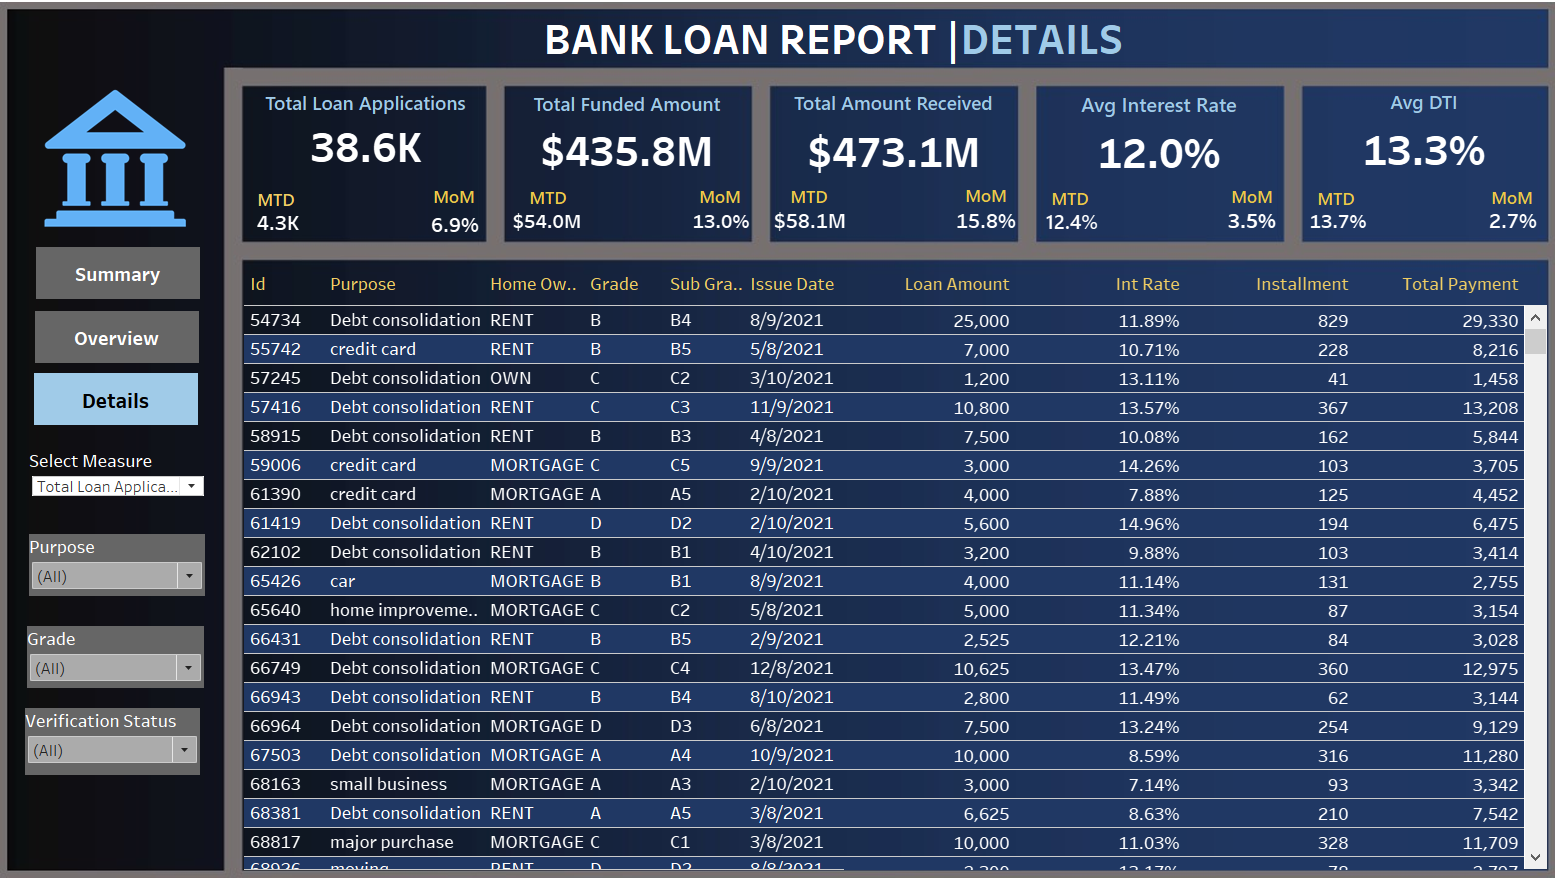 BANK LOAN REPORT |DETAILS
Total Loan Applications
38.6K
MTD MoM
4.3K 6.9%
Total Funded Amount
$435.8M
MTD MoM
$54.0M 13.0%
Total Amount Received
$473.1M
MTD MoM
$58.1M 15.8%
Avg Interest Rate
12.0%
MTD MoM
12.4% 3.5%
Avg DTI
13.3%
MTD MoM
13.7% 2.7%
Summary
Overview
Details
Select Measure
Total Loan Applica...
Purpose
(All)
Grade
(All)
Verification Status
(All)
Id Purpose Home Ow.. Grade Sub Gra.. Issue Date Loan Amount Int Rate Installment Total Payment
54734 Debt consolidation RENT B B4 8/9/2021 25,000 11.89% 829 29,330
55742 credit card RENT B B5 5/8/2021 7,000 10.71% 228 8,216
57245 Debt consolidation OWN C C2 3/10/2021 1,200 13.11% 41 1,458
57416 Debt consolidation RENT C C3 11/9/2021 10,800 13.57% 367 13,208
58915 Debt consolidation RENT B B3 4/8/2021 7,500 10.08% 162 5,844
59006 credit card MORTGAGE C C5 9/9/2021 3,000 14.26% 103 3,705
61390 credit card MORTGAGE A A5 2/10/2021 4,000 7.88% 125 4,452
61419 Debt consolidation RENT D D2 2/10/2021 5,600 14.96% 194 6,475
62102 Debt consolidation RENT B B1 4/10/2021 3,200 9.88% 103 3,414
65426 car MORTGAGE B B1 8/9/2021 4,000 11.14% 131 2,755
65640 home improveme.. MORTGAGE C C2 5/8/2021 5,000 11.34% 87 3,154
66431 Debt consolidation RENT B B5 2/9/2021 2,525 12.21% 84 3,028
66749 Debt consolidation MORTGAGE C C4 12/8/2021 10,625 13.47% 360 12,975
66943 Debt consolidation RENT B B4 8/10/2021 2,800 11.49% 62 3,144
66964 Debt consolidation MORTGAGE D D3 6/8/2021 7,500 13.24% 254 9,129
67503 Debt consolidation MORTGAGE A A4 10/9/2021 10,000 8.59% 316 11,280
68163 small business MORTGAGE A A3 2/10/2021 3,000 7.14% 93 3,342
68381 Debt consolidation RENT A A5 3/8/2021 6,625 8.63% 210 7,542
68817 major purchase MORTGAGE C C1 3/8/2021 10,000 11.03% 328 11,709